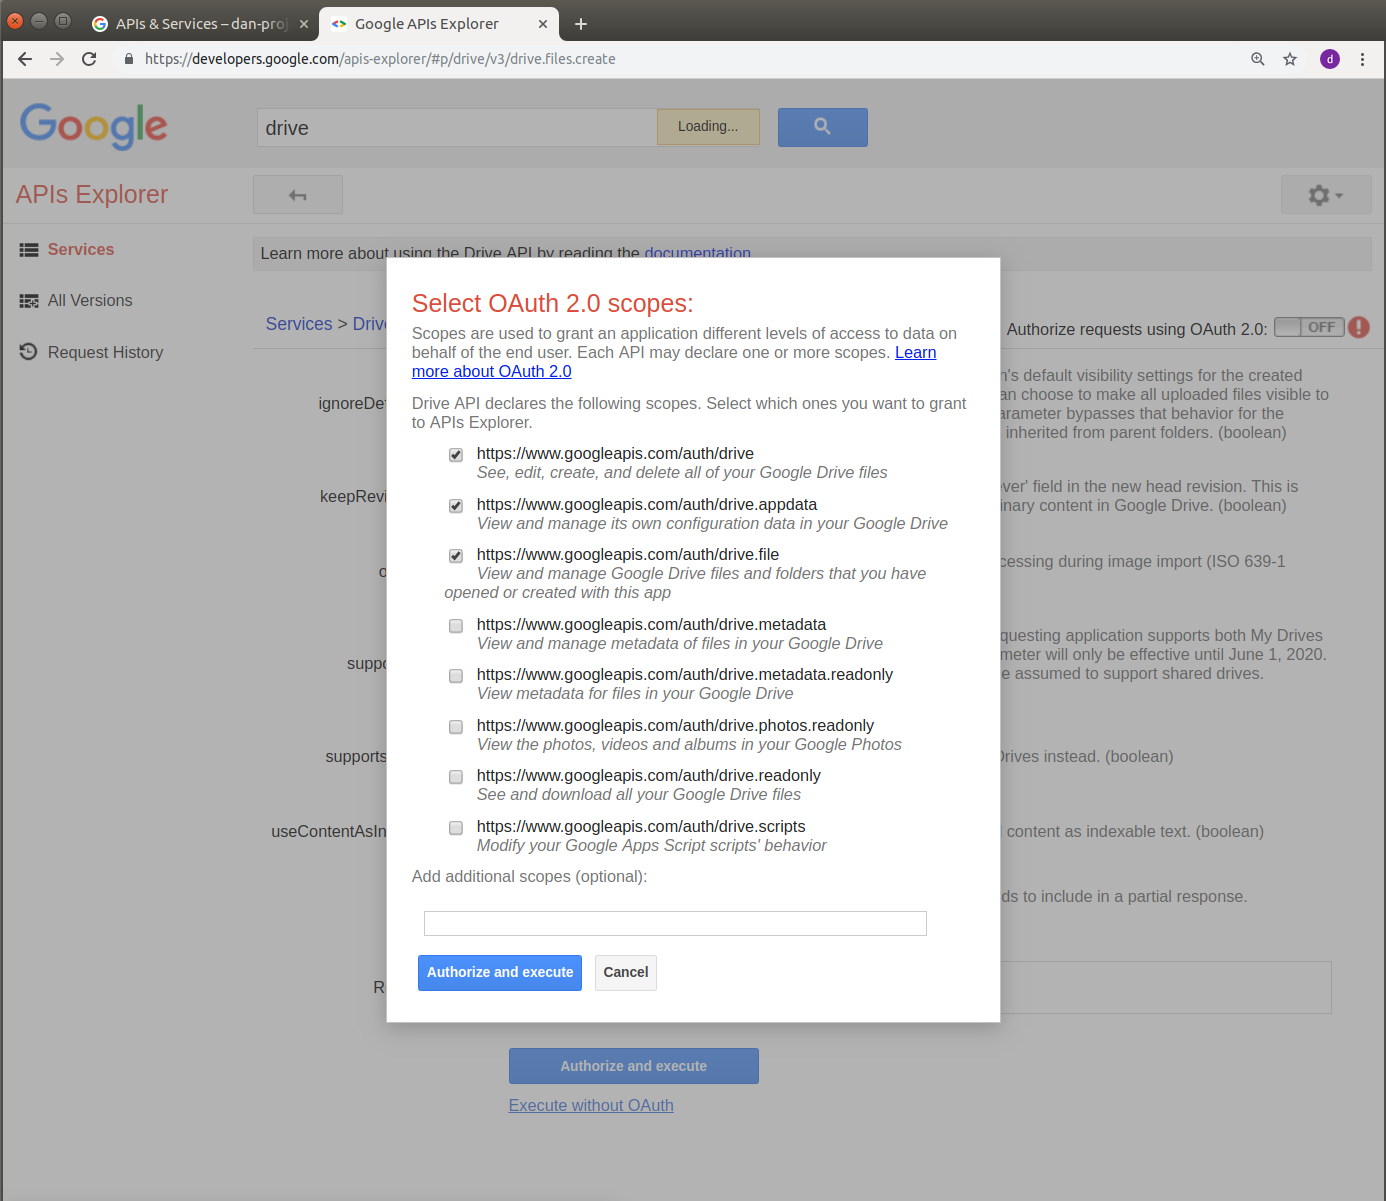 APIs & Services – dan-proj
Google APIs Explorer
https://developers.google.com/apis-explorer/#p/drive/v3/drive.files.create
d
Google
drive
Loading...
APIs Explorer
Services
All Versions
Request History
Learn more about using the Drive API by reading the documentation
Services > Drive
Authorize requests using OAuth 2.0: OFF
Select OAuth 2.0 scopes:
Scopes are used to grant an application different levels of access to data on
behalf of the end user. Each API may declare one or more scopes. Learn
more about OAuth 2.0
Drive API declares the following scopes. Select which ones you want to grant
to APIs Explorer.
https://www.googleapis.com/auth/drive
See, edit, create, and delete all of your Google Drive files
https://www.googleapis.com/auth/drive.appdata
View and manage its own configuration data in your Google Drive
https://www.googleapis.com/auth/drive.file
View and manage Google Drive files and folders that you have
opened or created with this app
https://www.googleapis.com/auth/drive.metadata
View and manage metadata of files in your Google Drive
https://www.googleapis.com/auth/drive.metadata.readonly
View metadata for files in your Google Drive
https://www.googleapis.com/auth/drive.photos.readonly
View the photos, videos and albums in your Google Photos
https://www.googleapis.com/auth/drive.readonly
See and download all your Google Drive files
https://www.googleapis.com/auth/drive.scripts
Modify your Google Apps Script scripts' behavior
Add additional scopes (optional):
Authorize and execute
Cancel
ignoreDef
keepRevi
o
suppo
supports
useContentAsIn
R
n's default visibility settings for the created
an choose to make all uploaded files visible to
arameter bypasses that behavior for the
inherited from parent folders. (boolean)
ver' field in the new head revision. This is
inary content in Google Drive. (boolean)
cessing during image import (ISO 639-1
questing application supports both My Drives
meter will only be effective until June 1, 2020.
e assumed to support shared drives.
Drives instead. (boolean)
content as indexable text. (boolean)
ds to include in a partial response.
Authorize and execute
Execute without OAuth